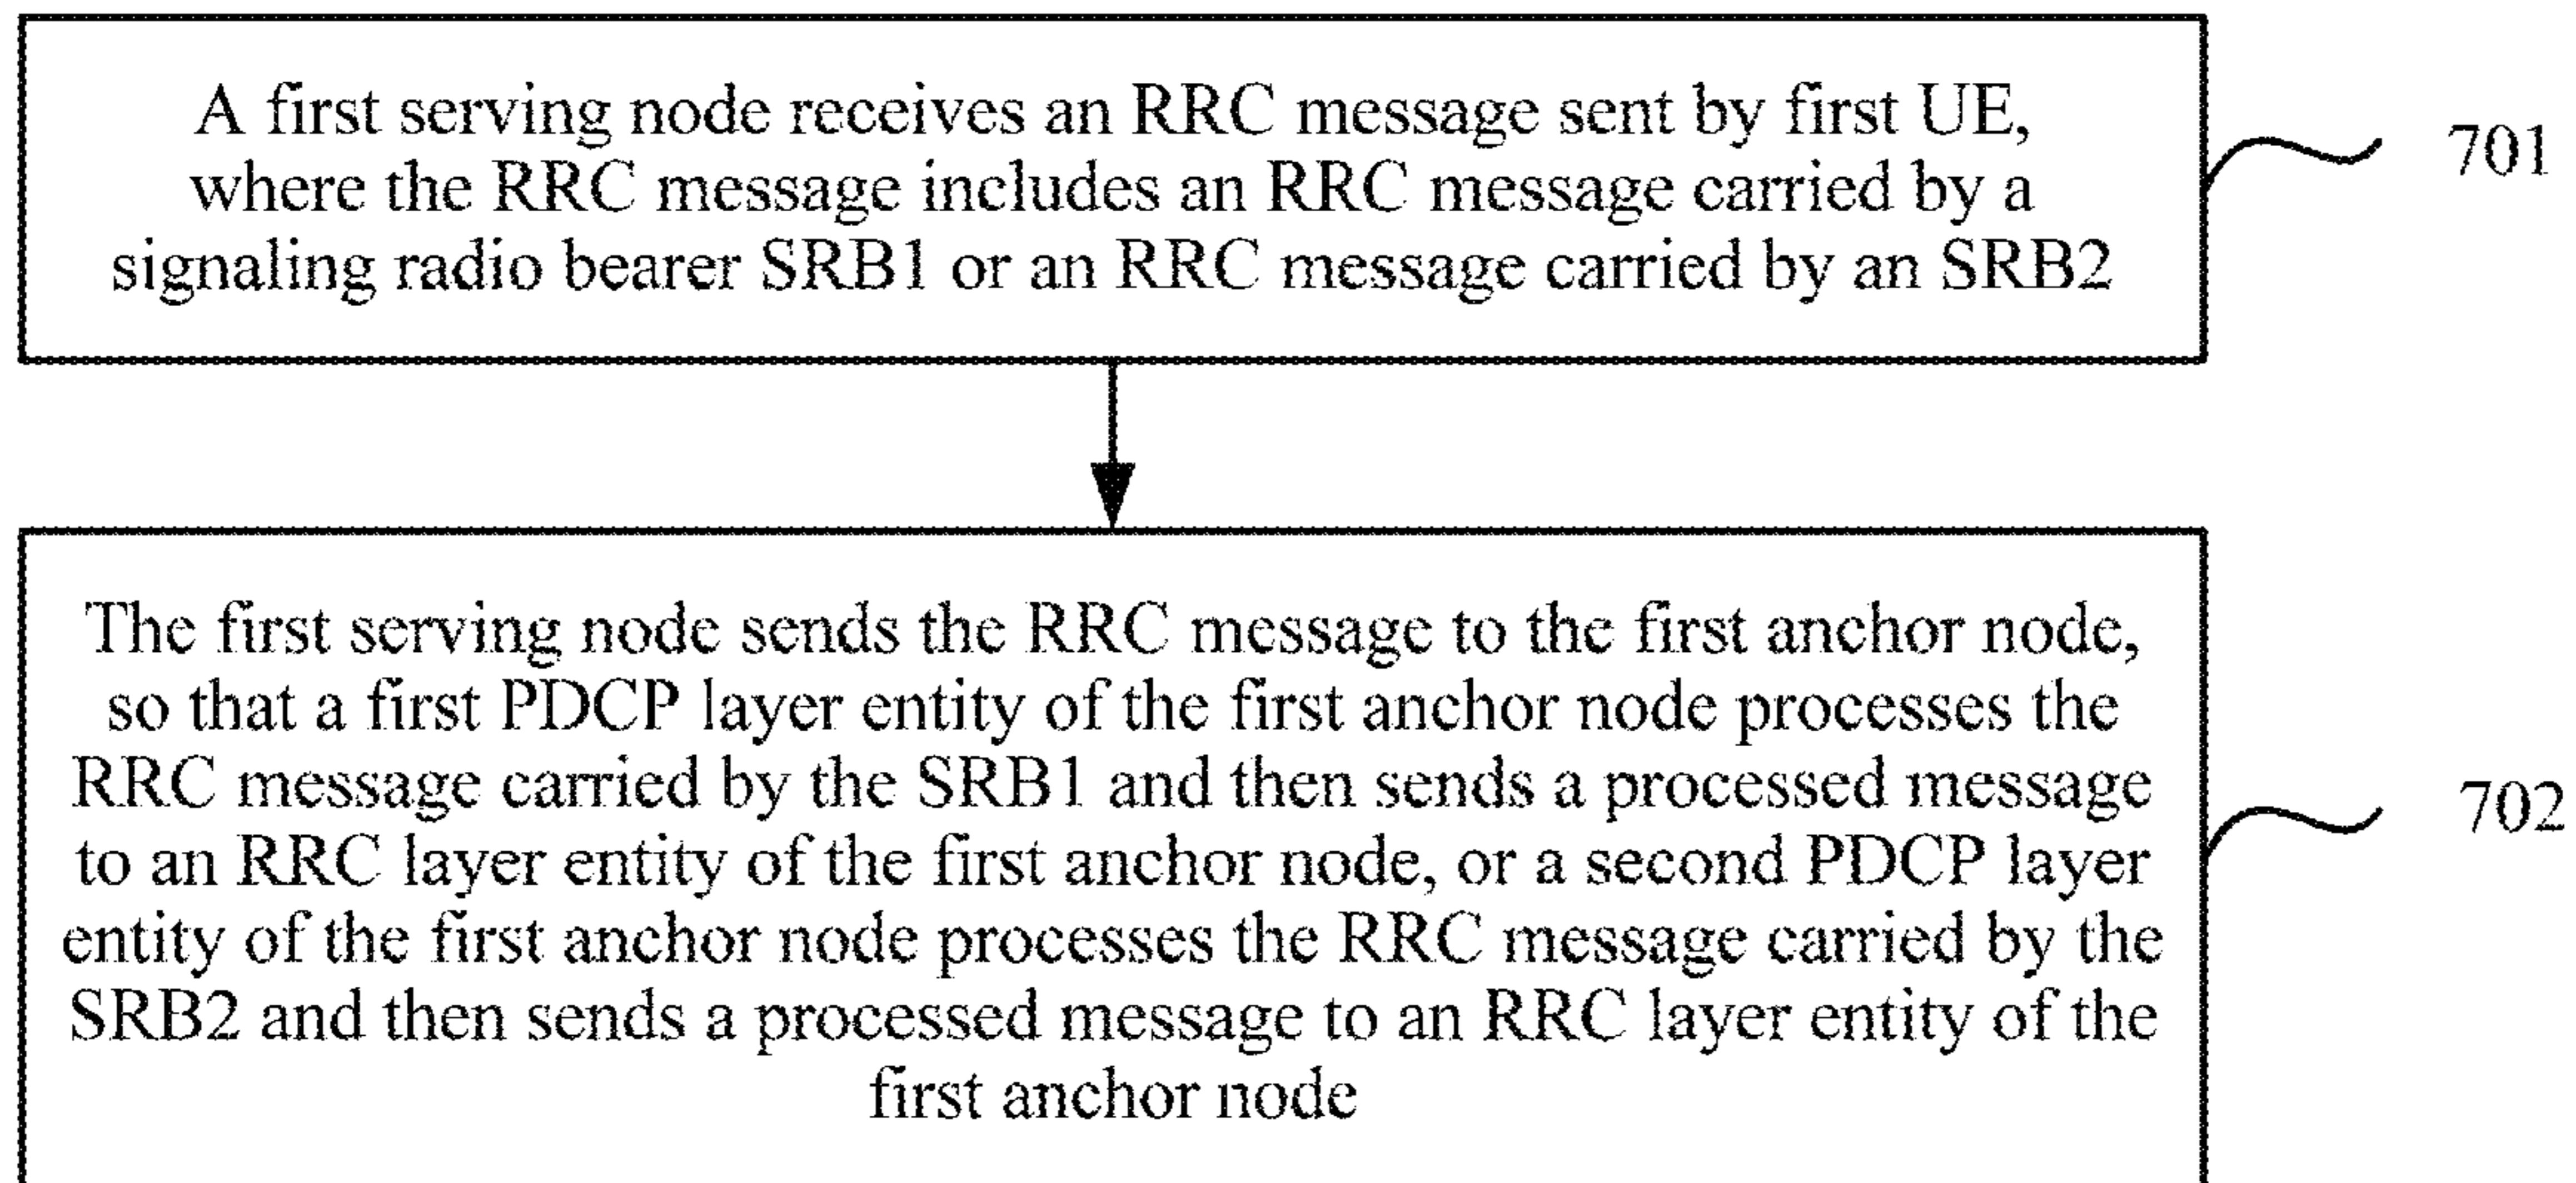 A first serving node receives an RRC message sent by first UE,
where the RRC message includes an RRC message carried by a
signaling radio bearer SRB1 or an RRC message carried by an SRB2
701
The first serving node sends the RRC message to the first anchor node,
so that a first PDCP layer entity of the first anchor node processes the
RRC message carried by the SRB1 and then sends a processed message
to an RRC layer entity of the first anchor node, or a second PDCP layer
entity of the first anchor node processes the RRC message carried by the
SRB2 and then sends a processed message to an RRC layer entity of the
first anchor node
702